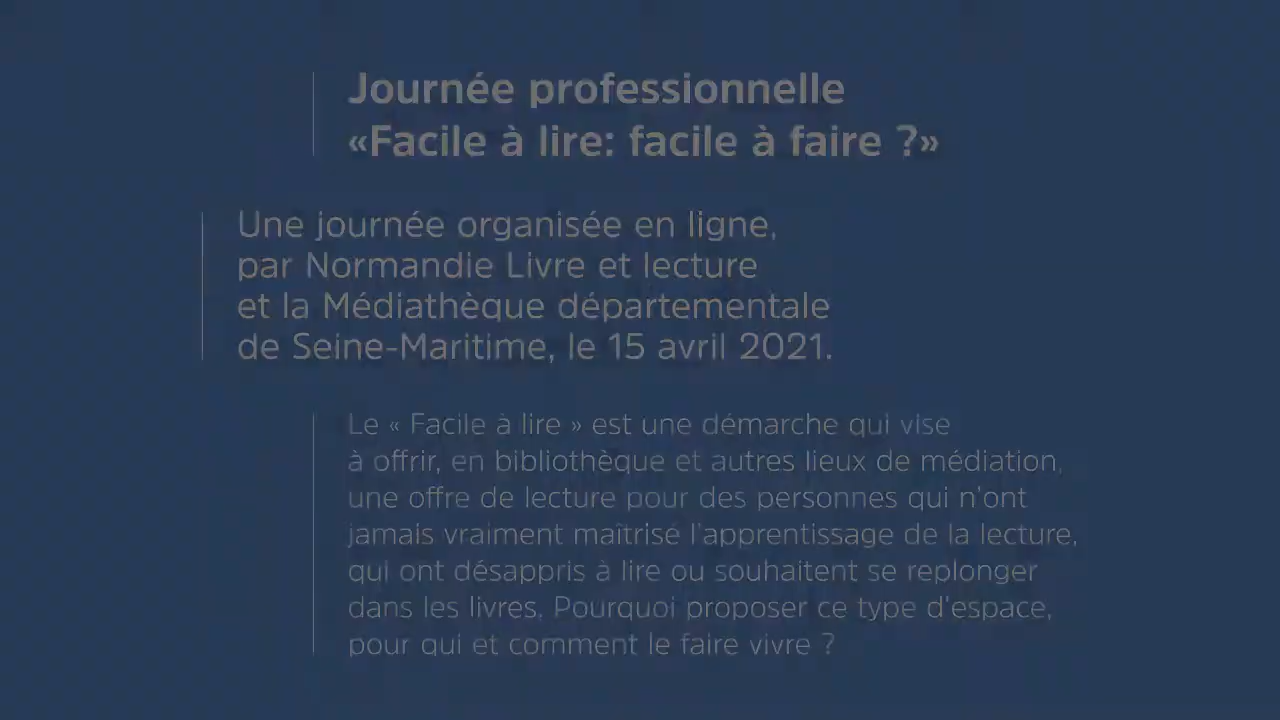 Journée professionnelle
«Facile à lire: facile à faire ?»
Une journée organisée en ligne,
par Normandie Livre et lecture
et la Médiathèque départementale
de Seine-Maritime, le 15 avril 2021.
Le « Facile à lire » est une démarche qui vise
à offrir, en bibliothèque et autres lieux de médiation,
une offre de lecture pour des personnes qui n'ont
jamais vraiment maîtrisé l'apprentissage de la lecture,
qui ont désappris à lire ou souhaitent se replonger
dans les livres. Pourquoi proposer ce type d'espace,
pour qui et comment le faire vivre ?